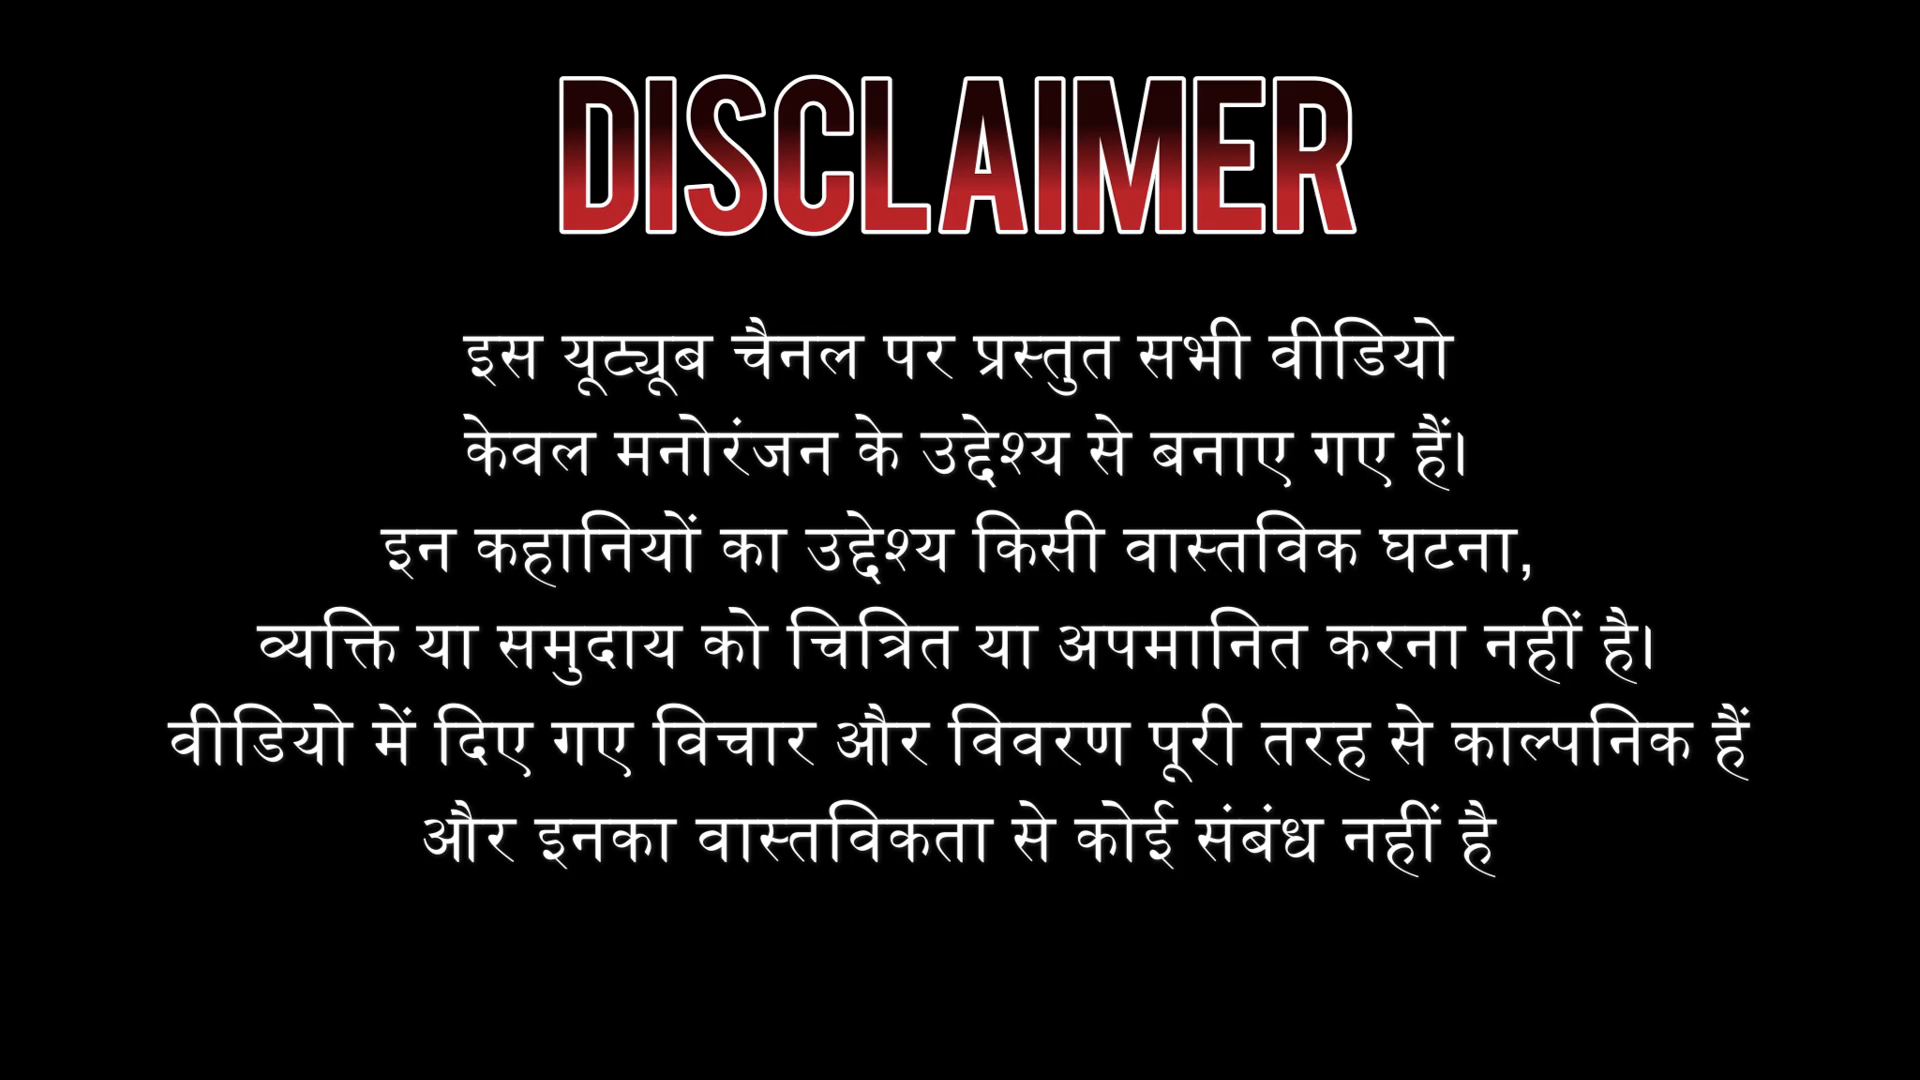 DISCLAIMER
इस यूट्यूब चैनल पर प्रस्तुत सभी वीडियो
केवल मनोरंजन के उद्देश्य से बनाए गए हैं।
इन कहानियों का उद्देश्य किसी वास्तविक घटना,
व्यक्ति या समुदाय को चित्रित या अपमानित करना नहीं है।
वीडियो में दिए गए विचार और विवरण पूरी तरह से काल्पनिक हैं
और इनका वास्तविकता से कोई संबंध नहीं है